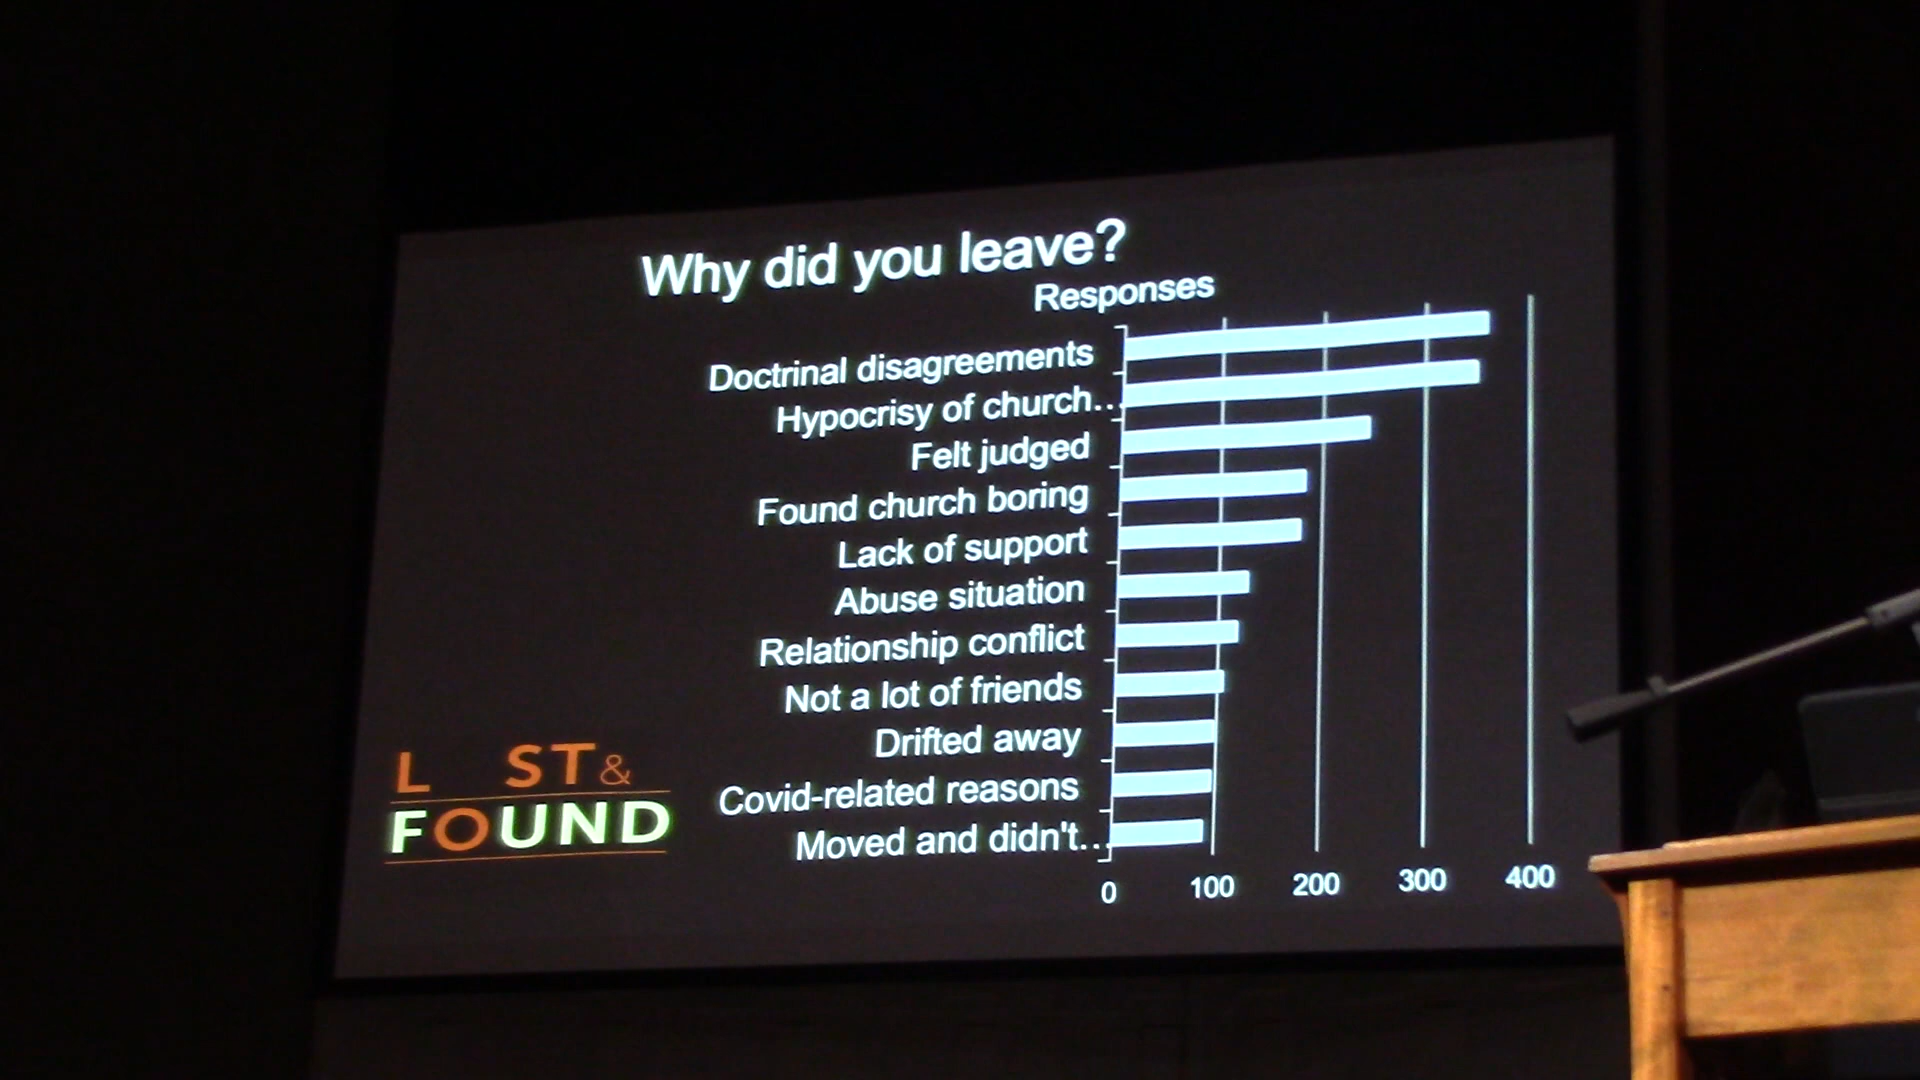 Why did you leave?
Responses
Doctrinal disagreements
Hypocrisy of church...
Felt judged
Found church boring
Lack of support
Abuse situation
Relationship conflict
Not a lot of friends
Drifted away
Covid-related reasons
Moved and didn't...
0 100 200 300 400
L ST &
FOUND